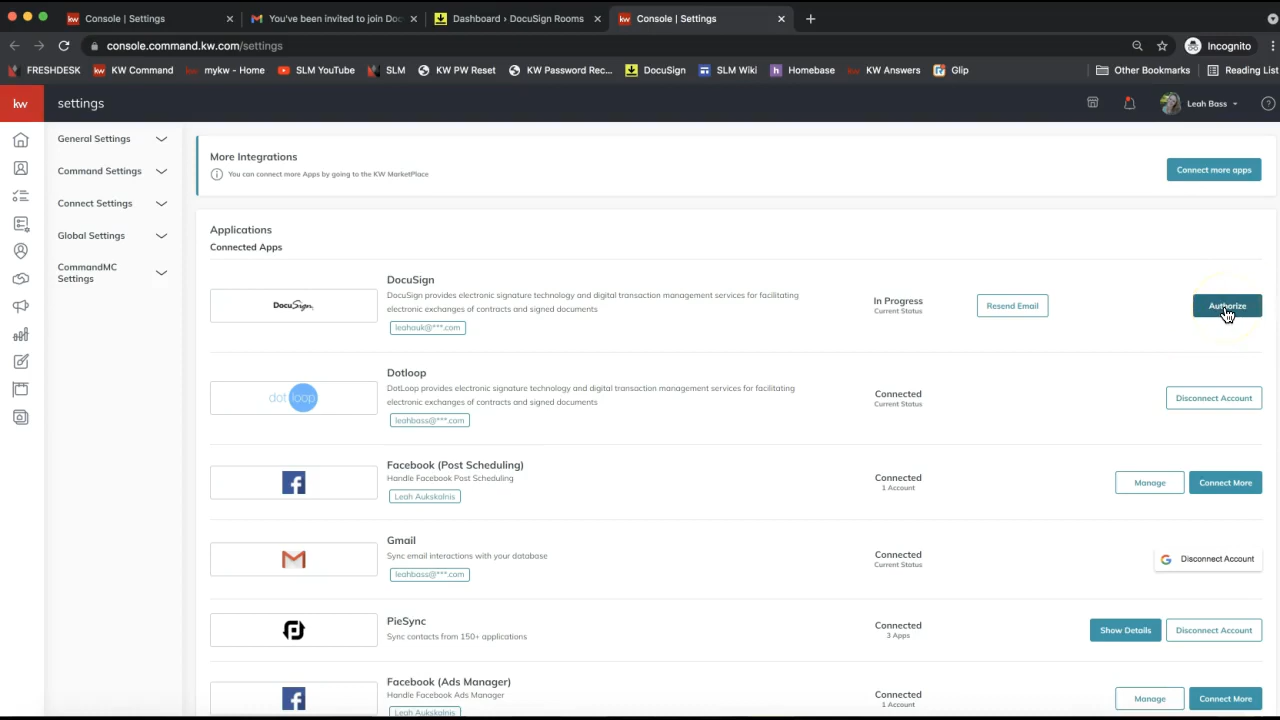 Console | Settings
You've been invited to join Doc
Dashboard › DocuSign Rooms
Console | Settings
console.command.kw.com/settings
Incognito
FRESHDESK
kw KW Command
mykw - Home
SLM YouTube
SLM
KW PW Reset
KW Password Rec...
DocuSign
SLM Wiki
Homebase
KW Answers
Glip
Other Bookmarks
Reading List
kw
settings
Leah Bass
General Settings
Command Settings
Connect Settings
Global Settings
CommandMC
Settings
More Integrations
You can connect more Apps by going to the KW MarketPlace
Connect more apps
Applications
Connected Apps
DocuSign
DocuSign
DocuSign provides electronic signature technology and digital transaction management services for facilitating
electronic exchanges of contracts and signed documents
leahauk@***.com
In Progress
Current Status
Resend Email
Authorize
dotloop
Dotloop
DotLoop provides electronic signature technology and digital transaction management services for facilitating
electronic exchanges of contracts and signed documents
leahbass@***.com
Connected
Current Status
Disconnect Account
Facebook (Post Scheduling)
Handle Facebook Post Scheduling
Leah Aukskalnis
Connected
1 Account
Manage
Connect More
Gmail
Sync email interactions with your database
leahbass@***.com
Connected
Current Status
Disconnect Account
PieSync
Sync contacts from 150+ applications
Connected
3 Apps
Show Details
Disconnect Account
Facebook (Ads Manager)
Handle Facebook Ads Manager
Leah Aukskalnis
Connected
1 Account
Manage
Connect More